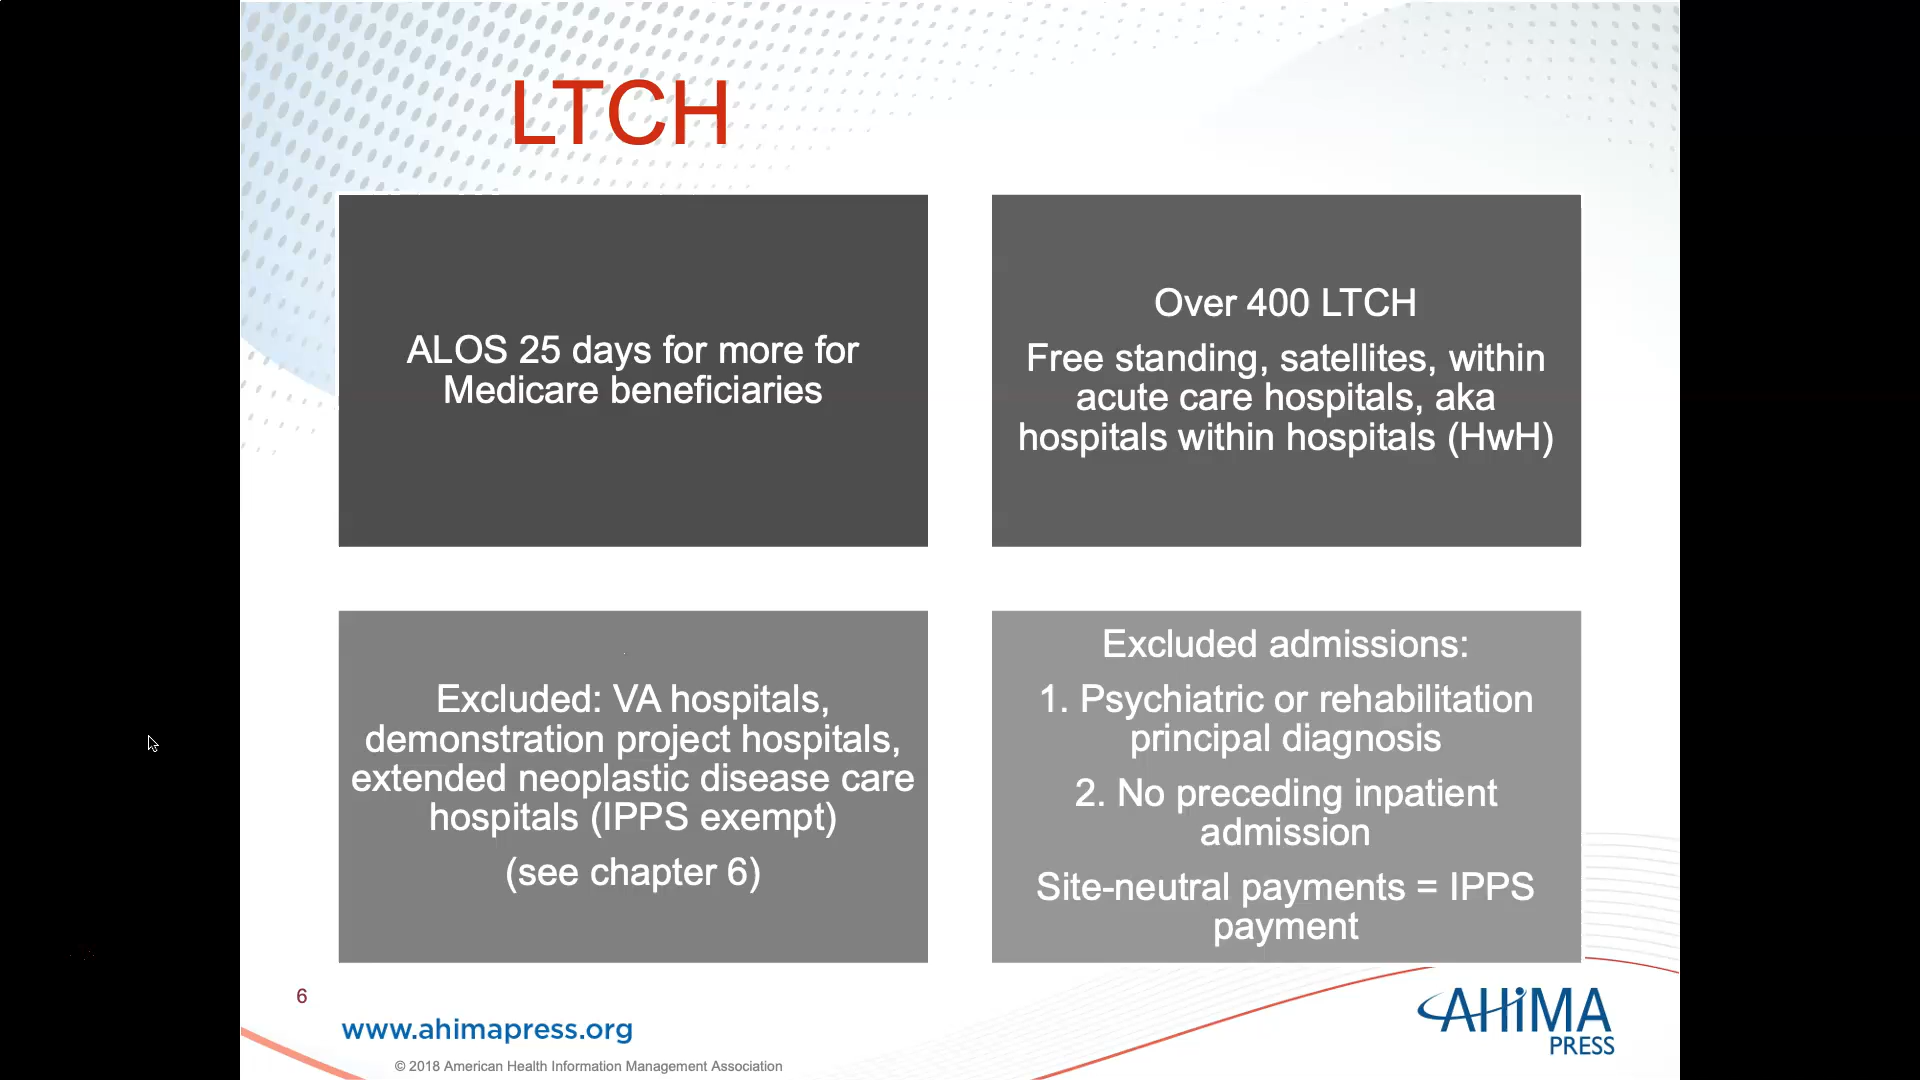 LTCH
ALOS 25 days for more for
Medicare beneficiaries
Over 400 LTCH
Free standing, satellites, within
acute care hospitals, aka
hospitals within hospitals (HwH)
Excluded: VA hospitals,
demonstration project hospitals,
extended neoplastic disease care
hospitals (IPPS exempt)
(see chapter 6)
Excluded admissions:
1. Psychiatric or rehabilitation
principal diagnosis
2. No preceding inpatient
admission
Site-neutral payments = IPPS
payment
6
www.ahimapress.org
© 2018 American Health Information Management Association
AHiMA
PRESS